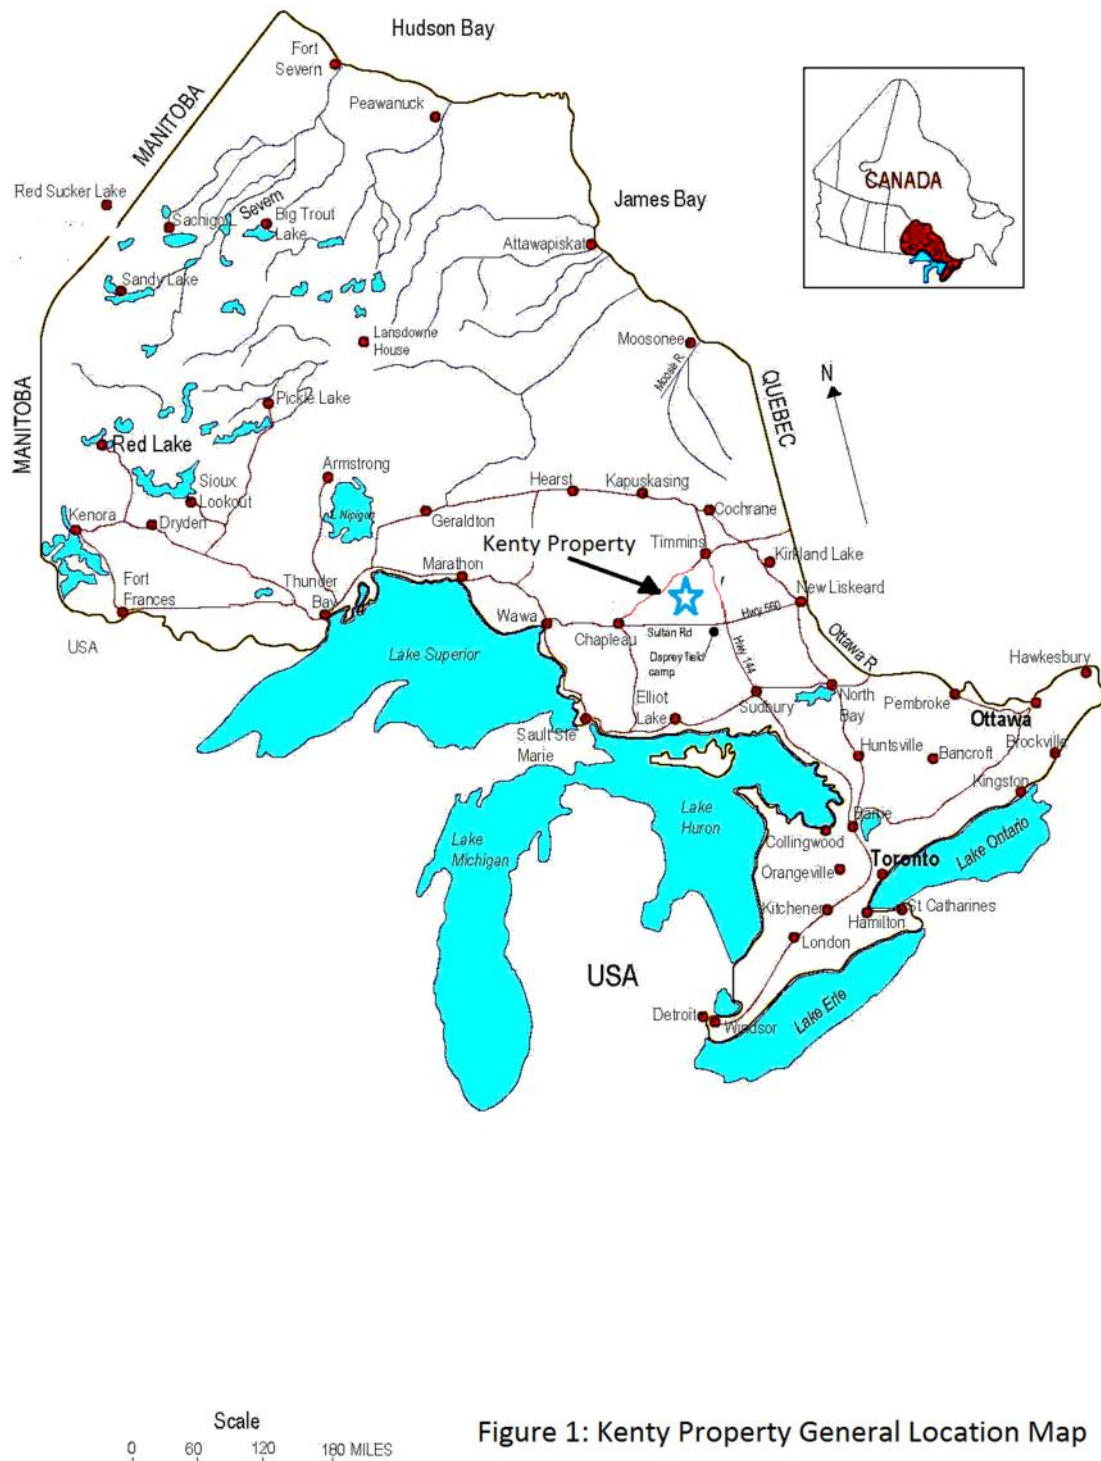 Hudson Bay
Fort
Severn
Peawanuck
MANITOBA
CANADA
Red Sucker Lake
James Bay
Sachigo L
Severn
Big Trout
Lake
Attawapiskat
Sandy Lake
Lansdowne
House
Moosonee
Moose R.
QUEBEC
N
MANITOBA
Pickle Lake
Red Lake
Armstrong
Sioux
Lookout
Hearst
Kapuskasing
L. Nipigon
Geraldton
Cochrane
Kenora
Dryden
Kenty Property
Timmins
Kirkland Lake
Marathon
Fort
Frances
Thunder
Bay
New Liskeard
Wawa
Chapleau
Hwy 560
Sultan Rd
Osprey field
camp
Hwy 144
Ottawa R
USA
Lake Superior
Hawkesbury
Elliot
Lake
Sudbury
North
Bay
Pembroke
Ottawa
Sault Ste
Marie
Huntsville
Bancroft
Brockville
Kingston
Lake
Huron
Lake
Michigan
Collingwood
Barrie
Toronto
Lake Ontario
Orangeville
Kitchener
Hamilton
St Catharines
London
USA
Detroit
Windsor
Lake Erie
Scale
0 60 120 180 MILES
Figure 1: Kenty Property General Location Map